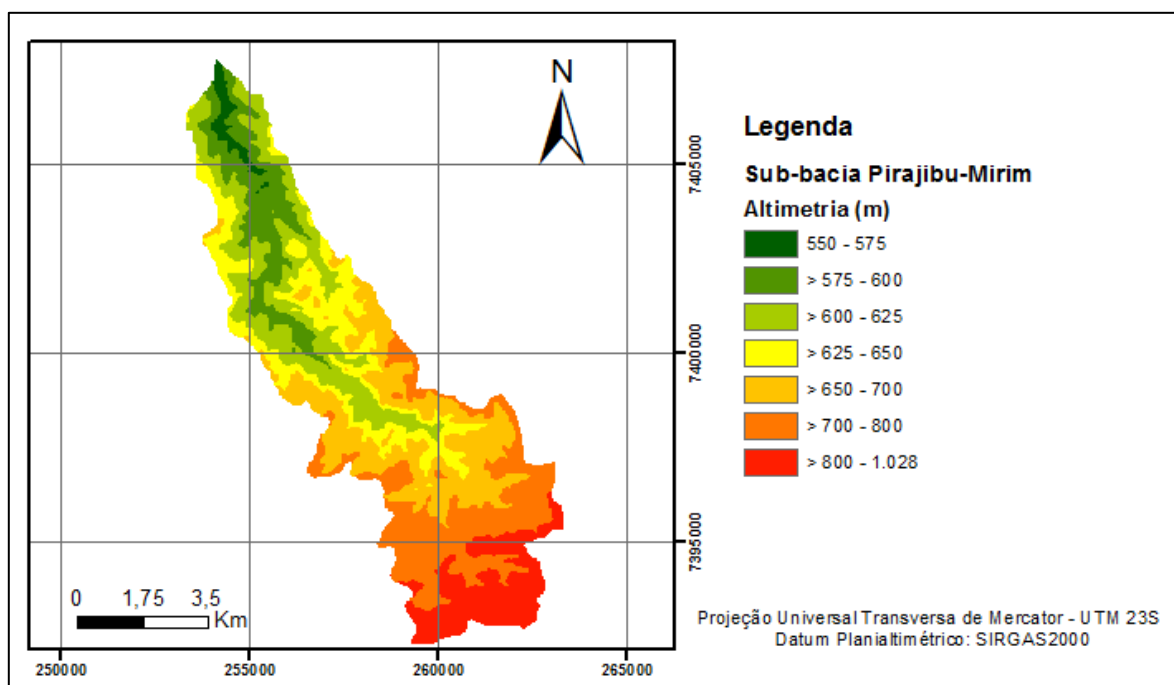 N
7405000
7400000
7395000
0 1,75 3,5
Km
250000 255000 260000 265000
Legenda
Sub-bacia Pirajibu-Mirim
Altimetria (m)
550 - 575
> 575 - 600
> 600 - 625
> 625 - 650
> 650 - 700
> 700 - 800
> 800 - 1.028
Projeção Universal Transversa de Mercator - UTM 23S
Datum Planialtimétrico: SIRGAS2000